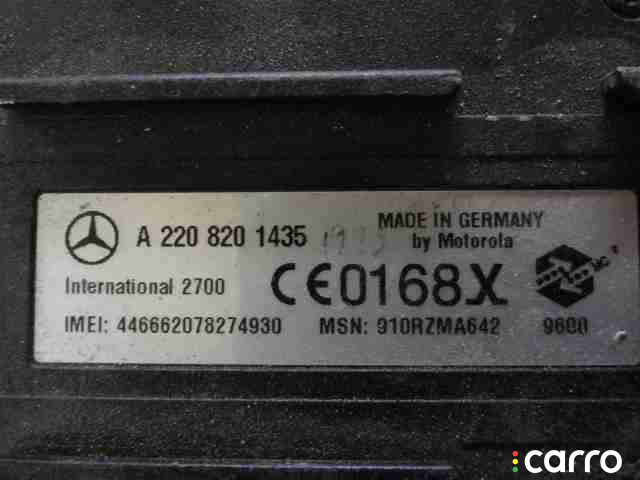 A 220 820 1435
MADE IN GERMANY
by Motorola
International 2700
CE0168X
IMEI: 446662078274930
MSN: 910RZMA642
9600
carro